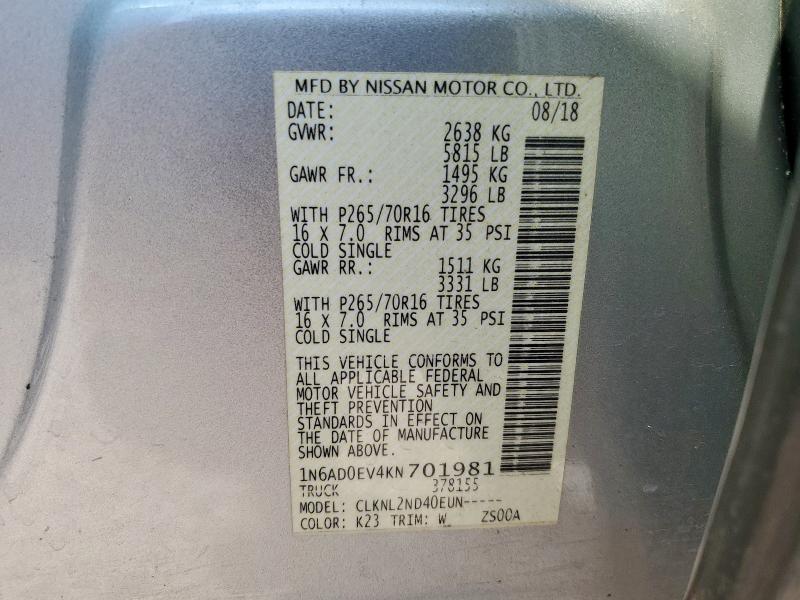 MFD BY NISSAN MOTOR CO., LTD.
DATE: 08/18
GVWR: 2638 KG
5815 LB
GAWR FR.: 1495 KG
3296 LB
WITH P265/70R16 TIRES
16 X 7.0 RIMS AT 35 PSI
COLD SINGLE
GAWR RR.: 1511 KG
3331 LB
WITH P265/70R16 TIRES
16 X 7.0 RIMS AT 35 PSI
COLD SINGLE
THIS VEHICLE CONFORMS TO
ALL APPLICABLE FEDERAL
MOTOR VEHICLE SAFETY AND
THEFT PREVENTION
STANDARDS IN EFFECT ON
THE DATE OF MANUFACTURE
SHOWN ABOVE.
1N6AD0EV4KN701981
TRUCK 378155
MODEL: CLKNL2ND40EUN-----
COLOR: K23 TRIM: W ZS00A